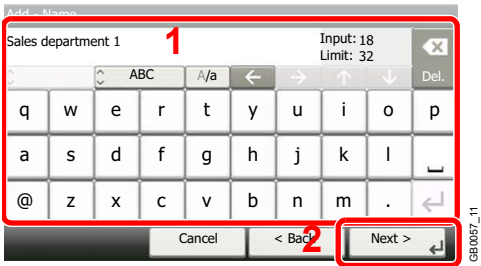 Add - Name
Sales department 1
1
Input: 18
Limit: 32
ABC
A/a
Del.
q w e r t y u i o p
a s d f g h j k l
@ z x c v b n m .
2
Cancel
< Back
Next >
GB0057_11